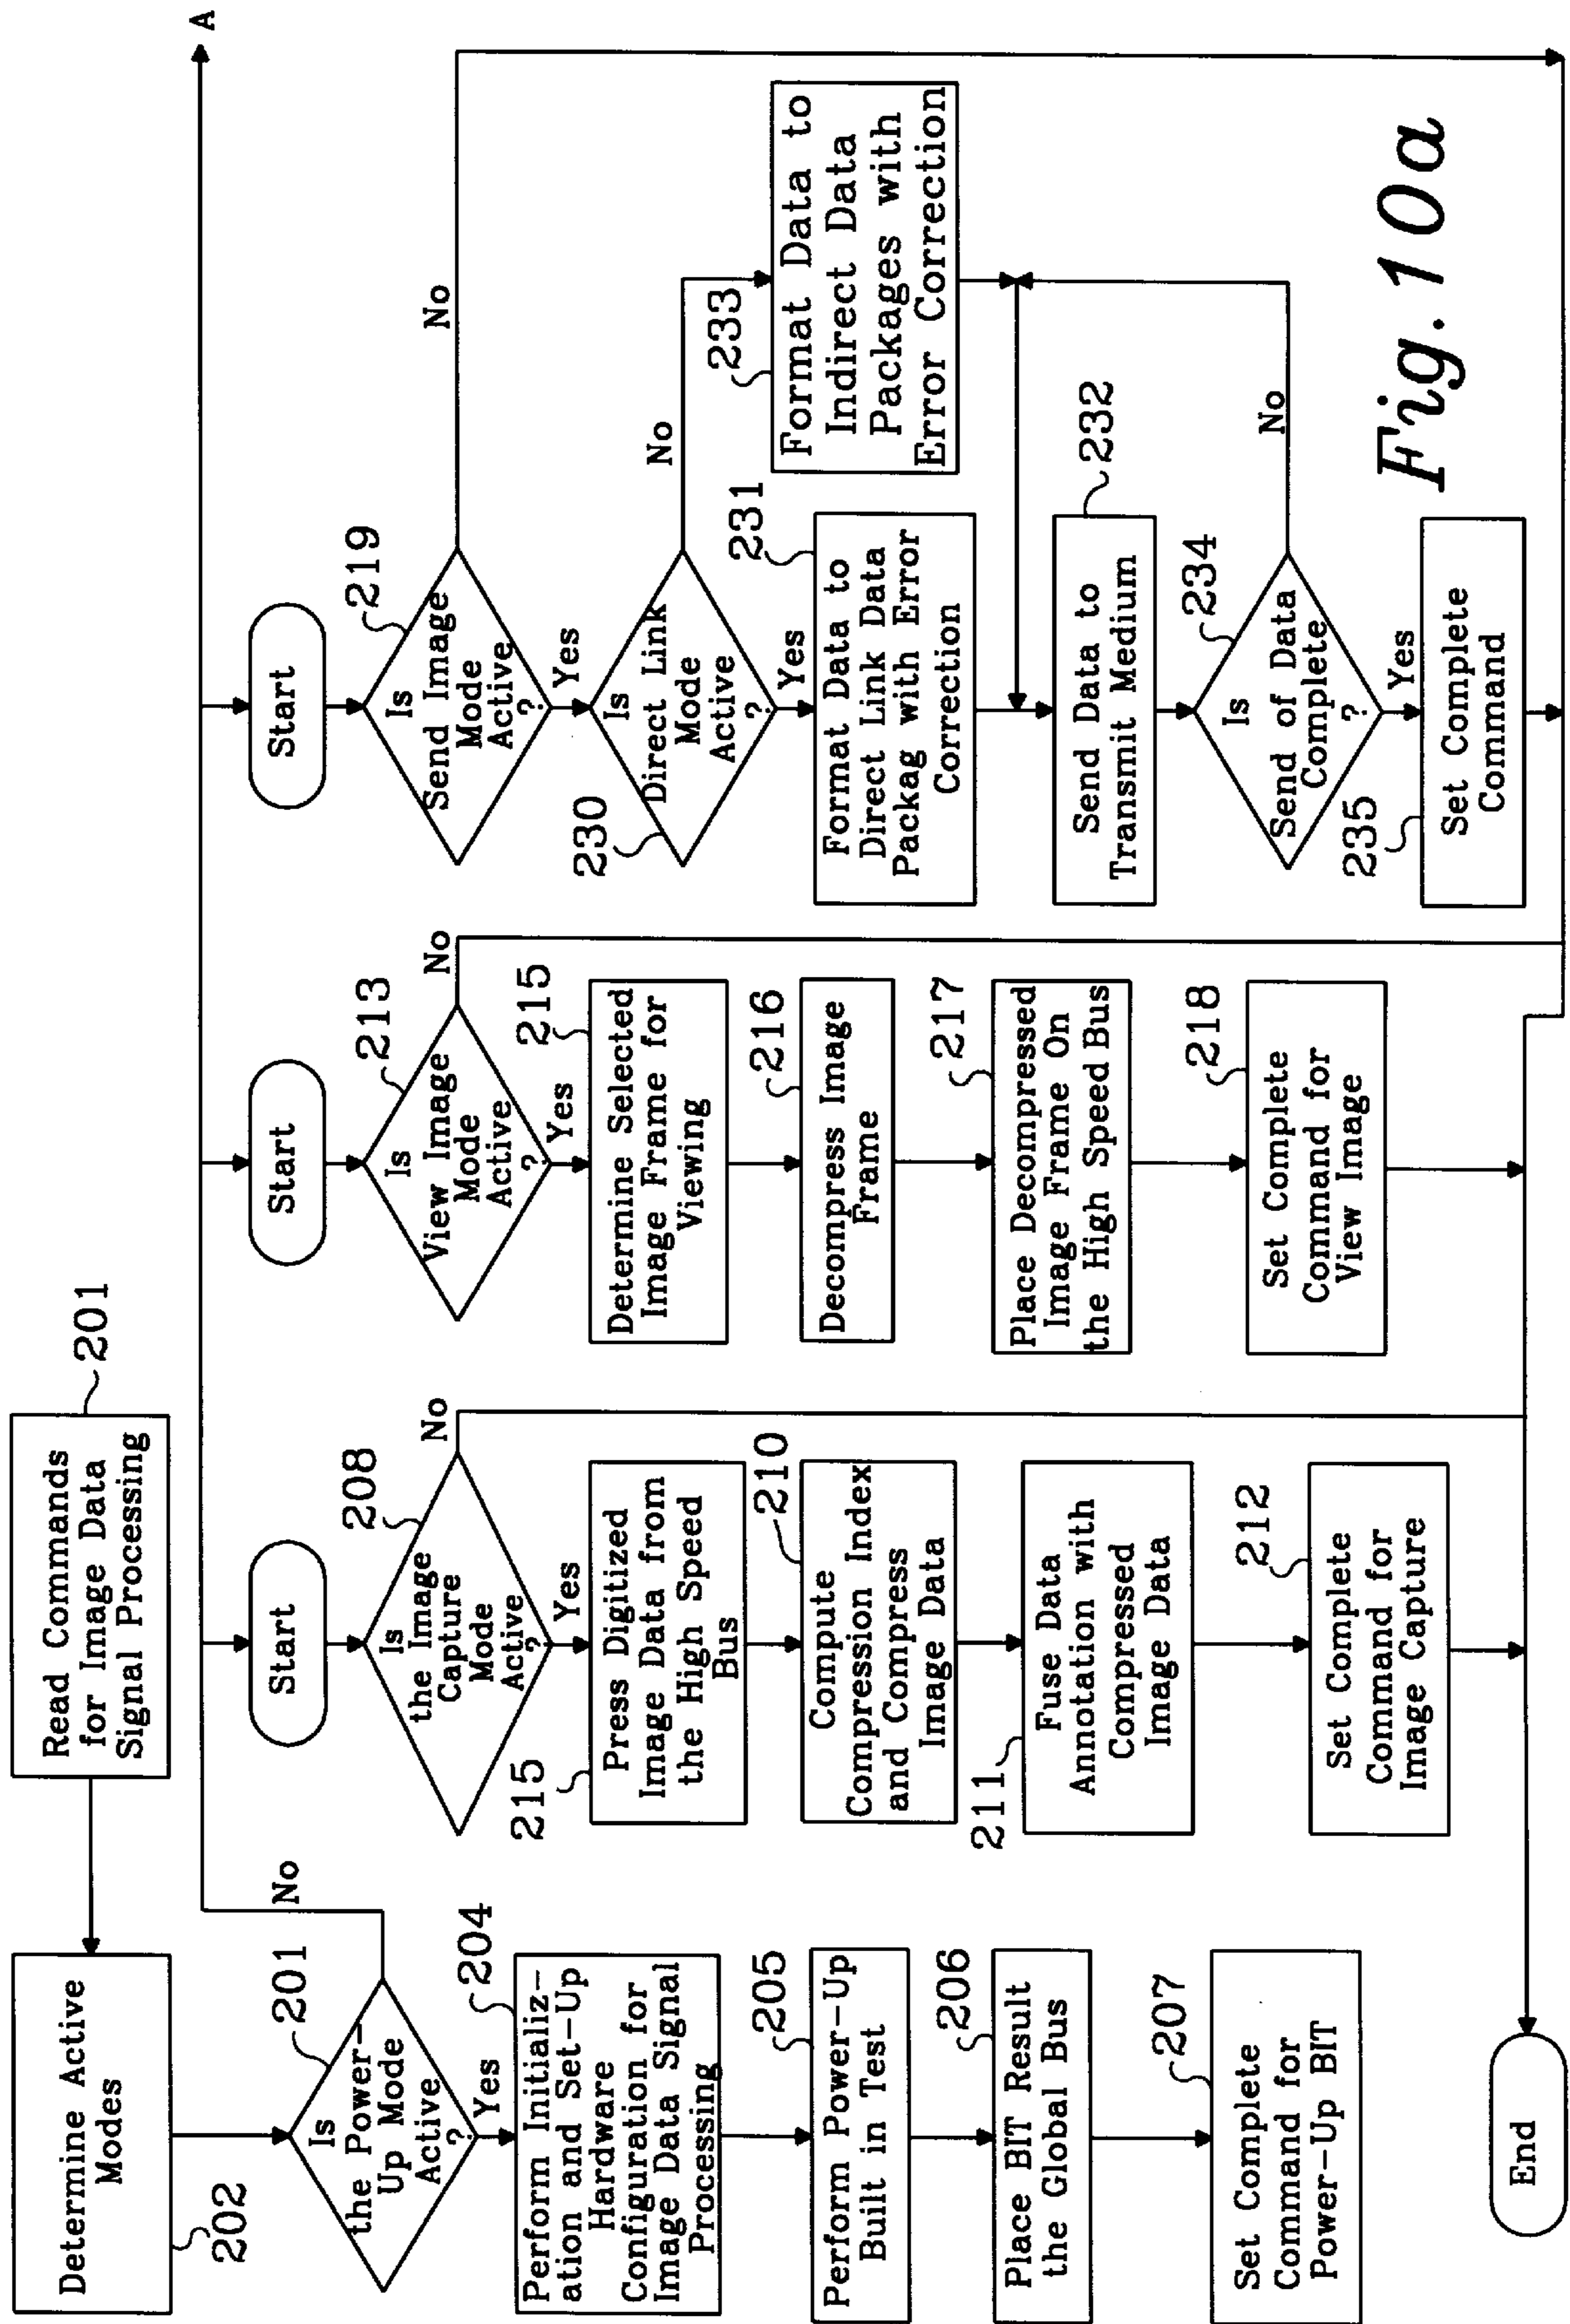 Read Commands
for Image Data
Signal Processing
201
Determine Active
Modes
202
Is
the Power-
Up Mode
Active
?
201
No
Yes
204
Perform Initializ-
ation and Set-Up
Hardware
Configuration for
Image Data Signal
Processing
205
Perform Power-Up
Built in Test
206
Place BIT Result
the Global Bus
207
Set Complete
Command for
Power-Up BIT
End
Start
Is
the Image
Capture
Mode
Active
?
208
No
Yes
215
Press Digitized
Image Data from
the High Speed
Bus
210
Compute
Compression Index
and Compress
Image Data
211
Fuse Data
Annotation with
Compressed
Image Data
212
Set Complete
Command for
Image Capture
Start
Is
View Image
Mode
Active
?
213
No
Yes
215
Determine Selected
Image Frame for
Viewing
216
Decompress Image
Frame
217
Place Decompressed
Image Frame On
the High Speed Bus
218
Set Complete
Command for
View Image
A
Start
Is
Send Image
Mode
Active
?
219
No
Yes
230
Is
Direct Link
Mode
Active
?
No
Yes
231
Format Data to
Direct Link Data
Packag with Error
Correction
233
Format Data to
Indirect Data
Packages with
Error Correction
232
Send Data to
Transmit Medium
234
Is
Send of Data
Complete
?
No
Yes
235
Set Complete
Command
Fig. 10a